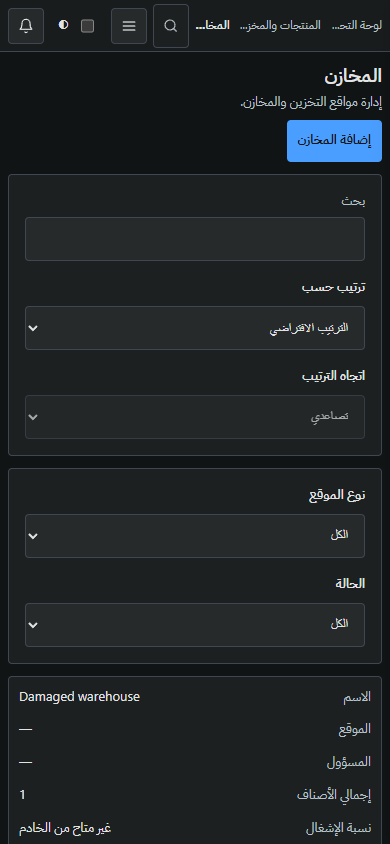 لوحة التح... المنتجات والمخز... المخا...
المخازن
إدارة مواقع التخزين والمخازن.
إضافة المخازن
بحث
ترتيب حسب
الترتيب الافتراضي
اتجاه الترتيب
تصاعدي
نوع الموقع
الكل
الحالة
الكل
الاسم Damaged warehouse
الموقع —
المسؤول —
إجمالي الأصناف 1
نسبة الإشغال غير متاح من الخادم